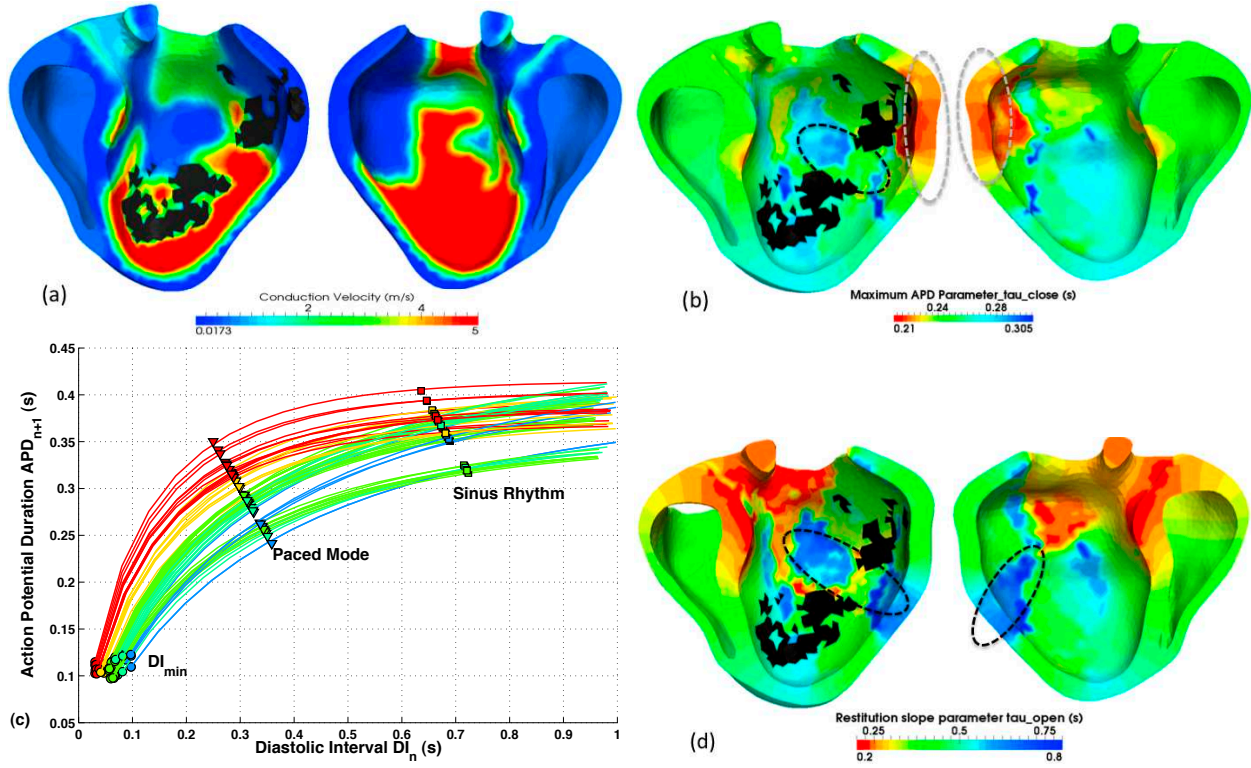 (a)
Conduction Velocity (m/s)
2 4
0.0173 5
(b)
Maximum APD Parameter_tau_close (s)
0.24 0.28
0.21 0.305
0.45
0.4
0.35
0.3
0.25
0.2
0.15
0.1
0.05
Action Potential Duration APDn+1 (s)
Sinus Rhythm
Paced Mode
DImin
0 0.1 0.2 0.3 0.4 0.5 0.6 0.7 0.8 0.9 1
(c)
Diastolic Interval DIn (s)
Restitution slope parameter tau_open (s)
0.25 0.5 0.75
0.2 0.8
(d)